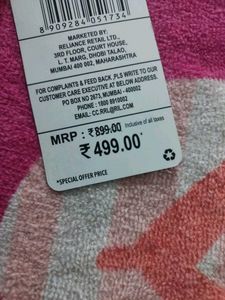 8909284051734
MARKETED BY:
RELIANCE RETAIL LTD.,
3RD FLOOR, COURT HOUSE,
L. T. MARG, DHOBI TALAO,
MUMBAI 400 002, MAHARASHTRA
FOR COMPLAINTS & FEED BACK, PLS WRITE TO OUR
CUSTOMER CARE EXECUTIVE AT BELOW ADDRESS.
PO BOX NO 2673, MUMBAI - 400002
PHONE : 1800 8910002
EMAIL: CC.RRL@RIL.COM
MRP : ₹ 899.00 Inclusive of all taxes
₹ 499.00*
*SPECIAL OFFER PRICE